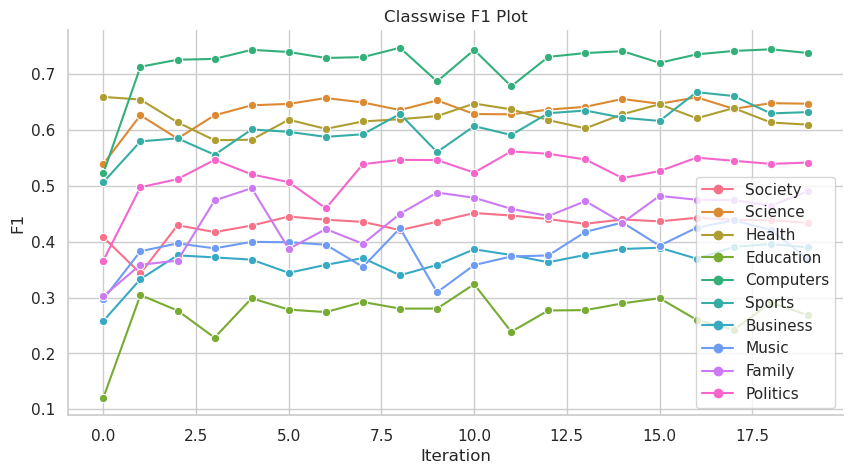 Classwise F1 Plot
F1
0.7
0.6
0.5
0.4
0.3
0.2
0.1
0.0
2.5
5.0
7.5
10.0
12.5
15.0
17.5
Iteration
Society
Science
Health
Education
Computers
Sports
Business
Music
Family
Politics